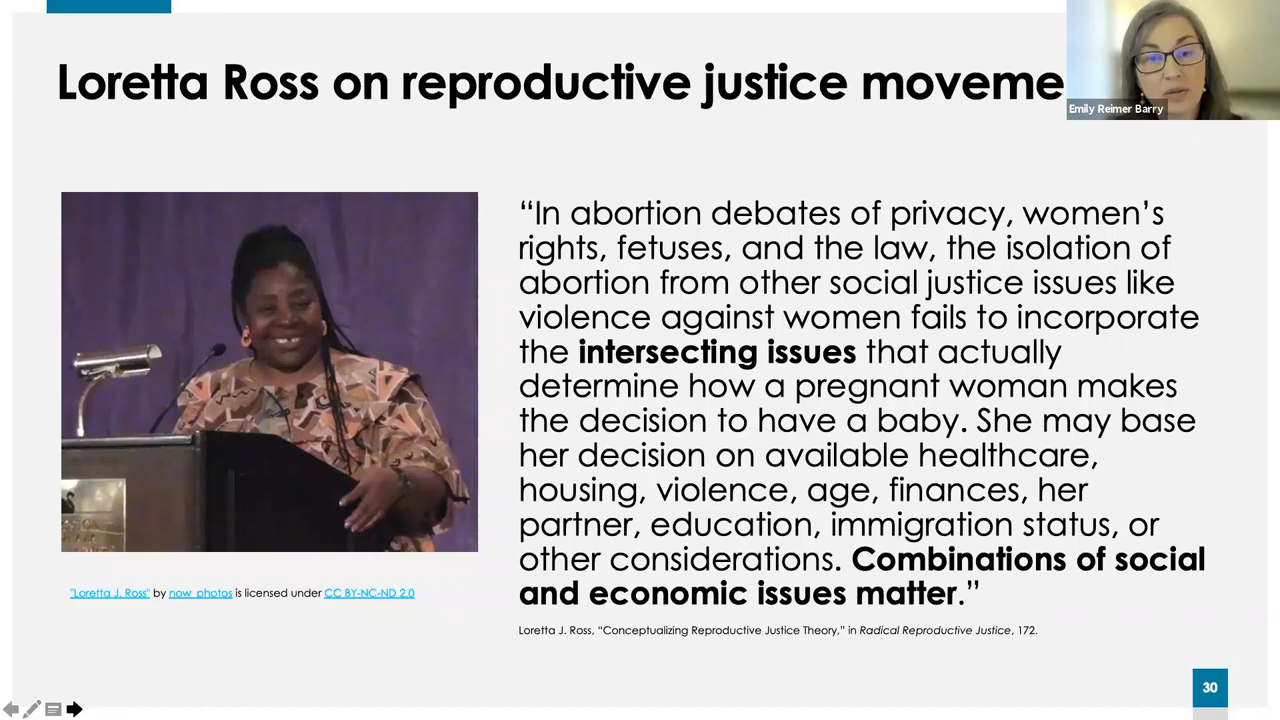 Loretta Ross on reproductive justice moveme
Emily Reimer Barry
“In abortion debates of privacy, women’s
rights, fetuses, and the law, the isolation of
abortion from other social justice issues like
violence against women fails to incorporate
the intersecting issues that actually
determine how a pregnant woman makes
the decision to have a baby. She may base
her decision on available healthcare,
housing, violence, age, finances, her
partner, education, immigration status, or
other considerations. Combinations of social
and economic issues matter.”
"Loretta J. Ross" by now_photos is licensed under CC BY-NC-ND 2.0
Loretta J. Ross, “Conceptualizing Reproductive Justice Theory,” in Radical Reproductive Justice, 172.
30